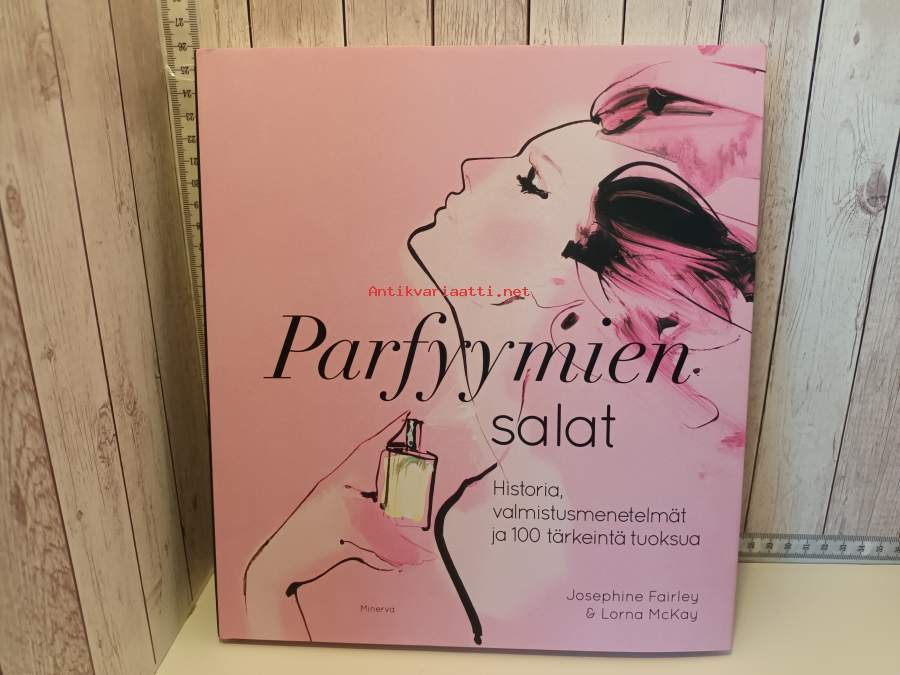 Antikvariaatti.net
Parfyymien
salat
Historia,
valmistusmenetelmät
ja 100 tärkeintä tuoksua
Josephine Fairley
& Lorna McKay
Minerva